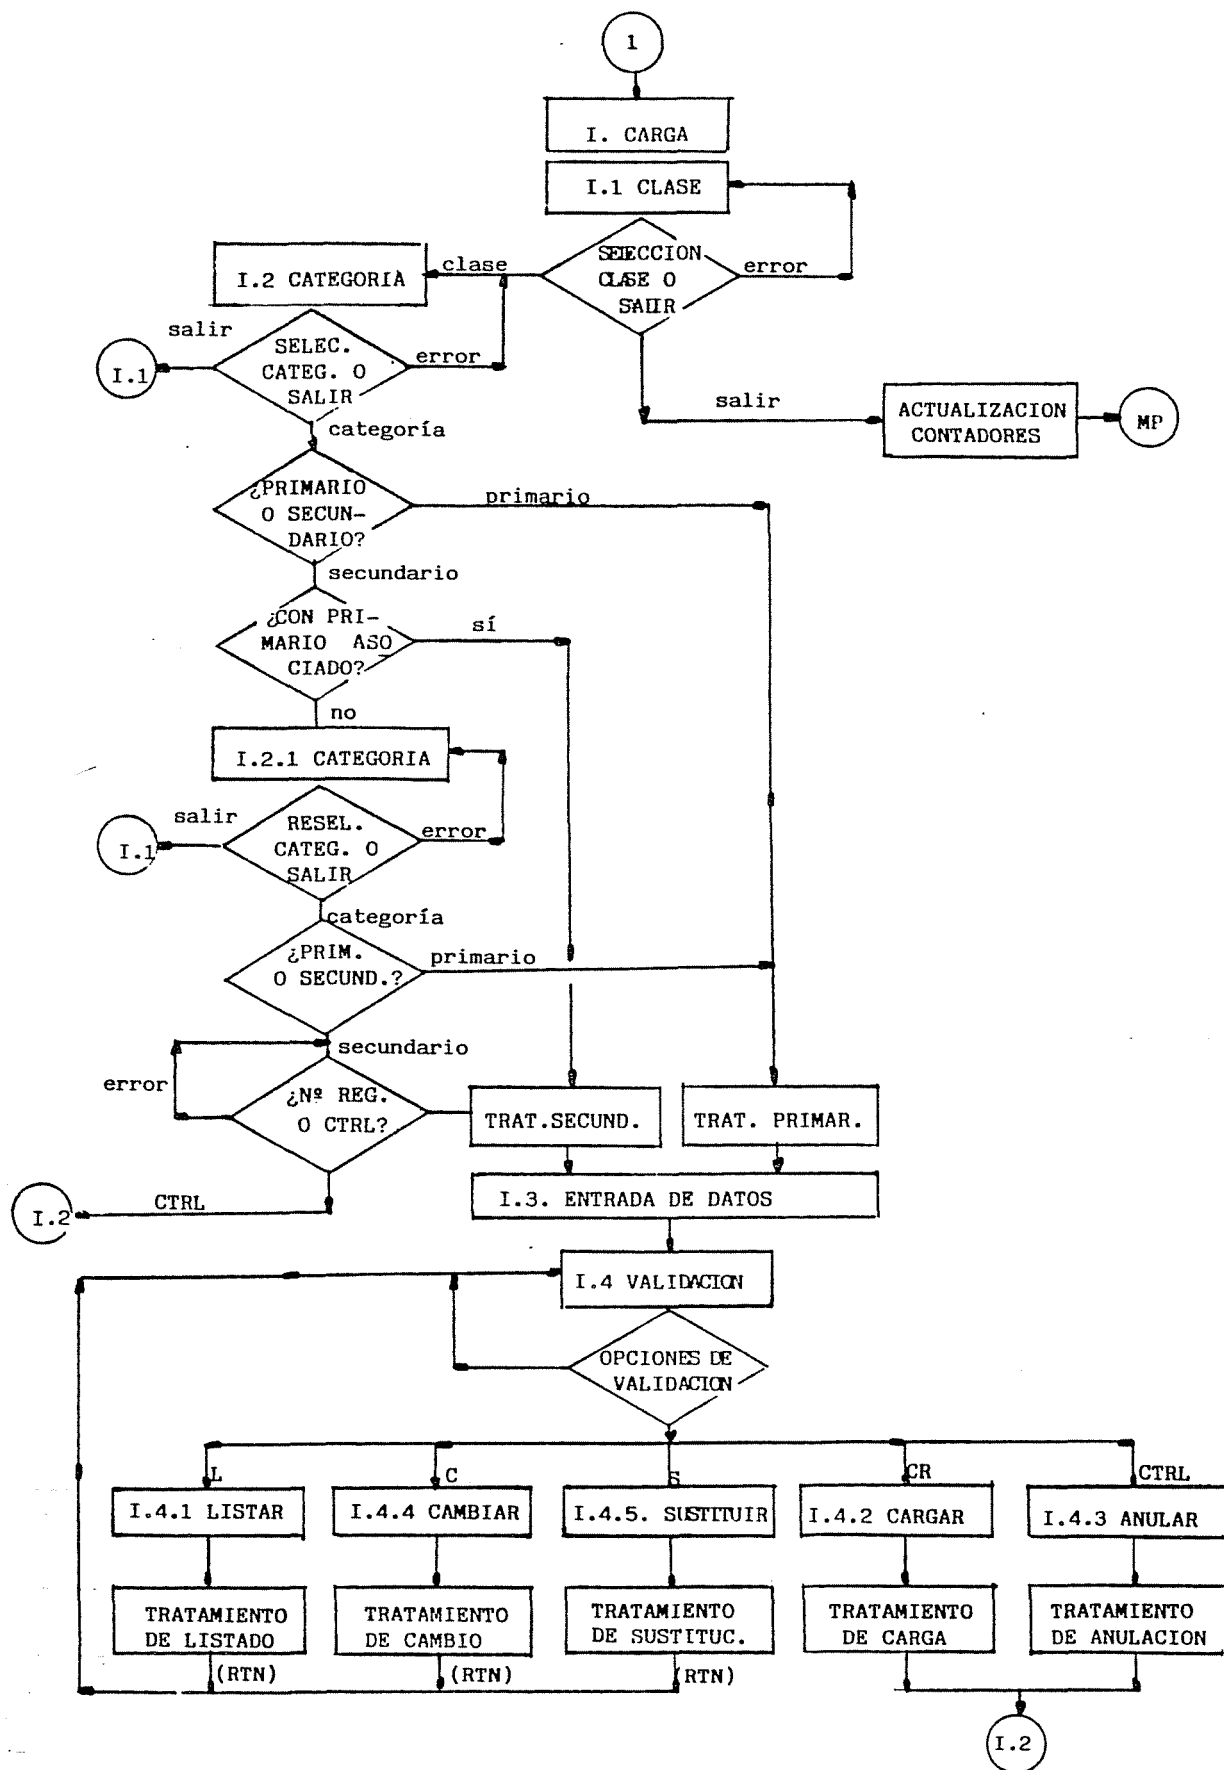 1
I. CARGA
I.1 CLASE
SELECCION
CLASE O
SALIR
error
clase
I.2 CATEGORIA
salir
SELEC.
CATEG. O
SALIR
error
I.1
salir
ACTUALIZACION
CONTADORES
MP
categoría
¿PRIMARIO
O SECUN-
DARIO?
primario
secundario
¿CON PRI-
MARIO ASO
CIADO?
sí
no
I.2.1 CATEGORIA
salir
RESEL.
CATEG. O
SALIR
error
I.1
categoría
¿PRIM.
O SECUND.?
primario
secundario
error
¿Nº REG.
O CTRL?
TRAT.SECUND.
TRAT. PRIMAR.
CTRL
I.2
I.3. ENTRADA DE DATOS
I.4 VALIDACION
OPCIONES DE
VALIDACION
L
C
S
CR
CTRL
I.4.1 LISTAR
I.4.4 CAMBIAR
I.4.5. SUSTITUIR
I.4.2 CARGAR
I.4.3 ANULAR
TRATAMIENTO
DE LISTADO
TRATAMIENTO
DE CAMBIO
TRATAMIENTO
DE SUSTITUC.
TRATAMIENTO
DE CARGA
TRATAMIENTO
DE ANULACION
(RTN)
(RTN)
(RTN)
I.2